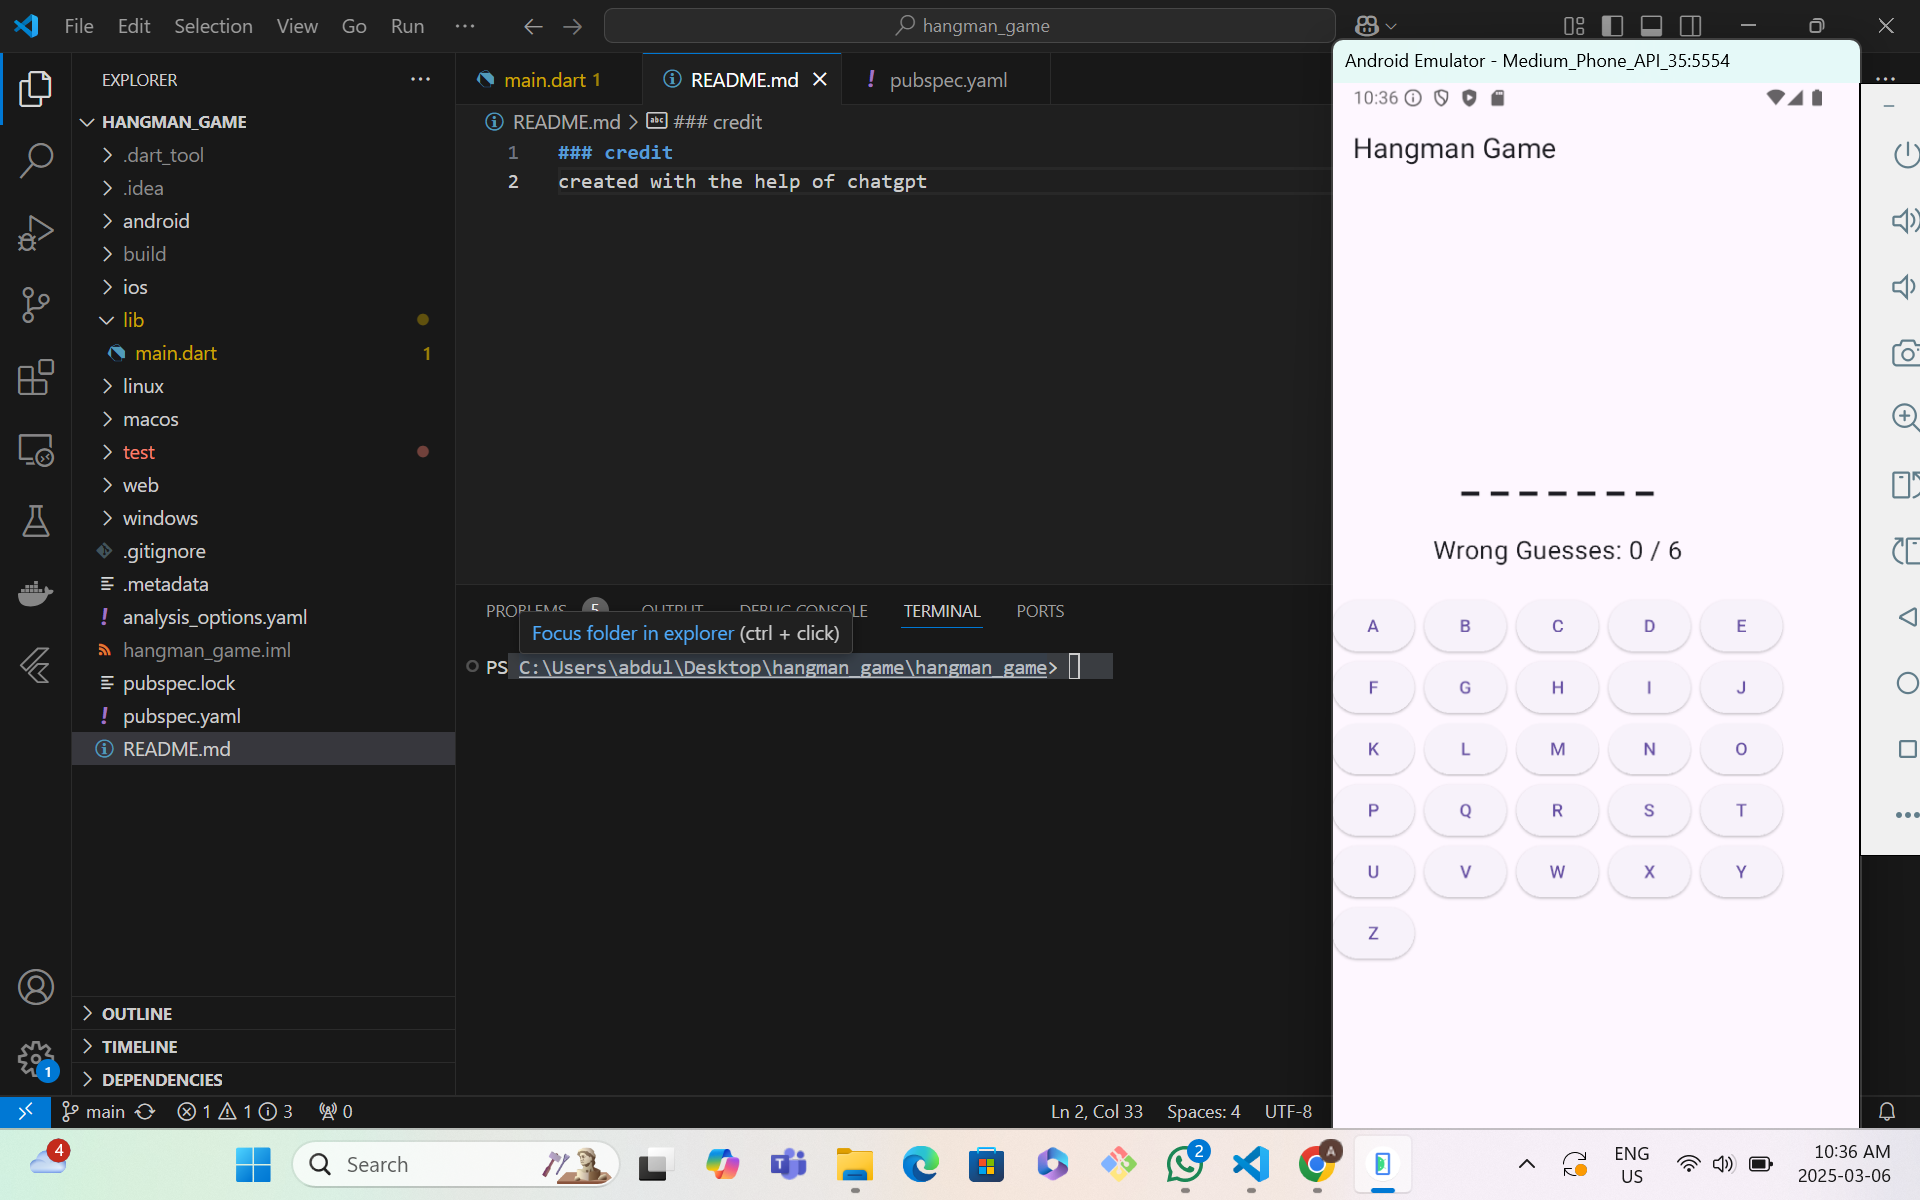 File Edit Selection View Go Run
hangman_game
EXPLORER
HANGMAN_GAME
.dart_tool
.idea
android
build
ios
lib
main.dart 1
linux
macos
test
web
windows
.gitignore
.metadata
analysis_options.yaml
hangman_game.iml
pubspec.lock
pubspec.yaml
README.md
OUTLINE
TIMELINE
DEPENDENCIES
main.dart 1 README.md pubspec.yaml
README.md > ### credit
1 ### credit
2 created with the help of chatgpt
PROBLEMS 5 OUTPUT DEBUG CONSOLE TERMINAL PORTS
Focus folder in explorer (ctrl + click)
PS C:\Users\abdul\Desktop\hangman_game\hangman_game>
Android Emulator - Medium_Phone_API_35:5554
10:36
Hangman Game
_ _ _ _ _ _ _
Wrong Guesses: 0 / 6
A B C D E
F G H I J
K L M N O
P Q R S T
U V W X Y
Z
1
main 1 1 3 0
Ln 2, Col 33 Spaces: 4 UTF-8
4
Search
2
A
ENG
US
10:36 AM
2025-03-06